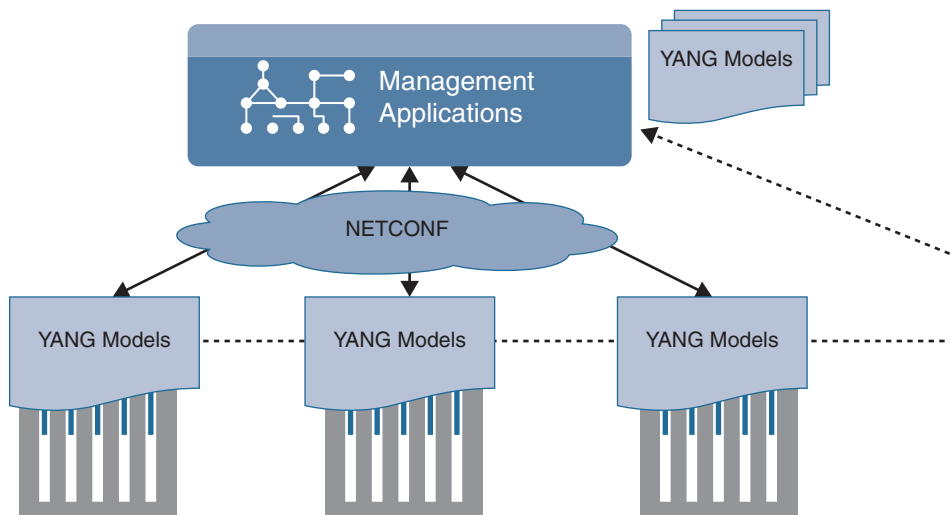 YANG Models
Management
Applications
NETCONF
YANG Models
YANG Models
YANG Models